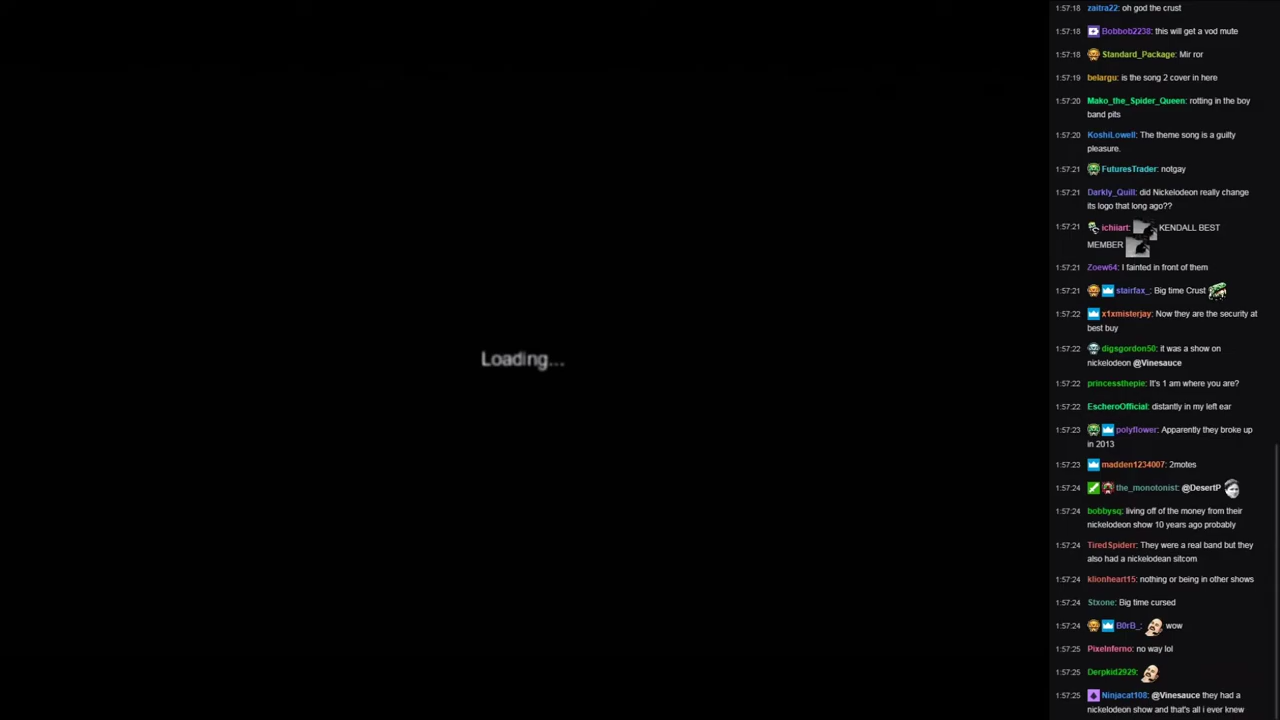 1:57:18 zaitra22: oh god the crust
1:57:18 Bobbob2238: this will get a vod mute
1:57:18 Standard_Package: Mir ror
1:57:19 belargu: is the song 2 cover in here
1:57:20 Mako_the_Spider_Queen: rotting in the boy
band pits
1:57:20 KoshiLowell: The theme song is a guilty
pleasure.
1:57:21 FuturesTrader: notgay
1:57:21 Darkly_Quill: did Nickelodeon really change
its logo that long ago??
1:57:21 ichiiart: KENDALL BEST
MEMBER
1:57:21 Zoew64: I fainted in front of them
1:57:21 stairfax_: Big time Crust
1:57:22 x1xmisterjay: Now they are the security at
best buy
1:57:22 digsgordon50: it was a show on
nickelodeon @Vinesauce
1:57:22 princessthepie: It's 1 am where you are?
1:57:22 EscheroOfficial: distantly in my left ear
Loading...
1:57:23 polyflower: Apparently they broke up
in 2013
1:57:23 madden1234007: 2motes
1:57:24 the_monotonist: @DesertP
1:57:24 bobbysq: living off of the money from their
nickelodeon show 10 years ago probably
1:57:24 TiredSpiderr: They were a real band but they
also had a nickelodean sitcom
1:57:24 klionheart15: nothing or being in other shows
1:57:24 Stxone: Big time cursed
1:57:24 B0rB_: wow
1:57:25 PixelInferno: no way lol
1:57:25 Derpkid2929:
1:57:25 Ninjacat108: @Vinesauce they had a
nickelodeon show and that's all i ever knew